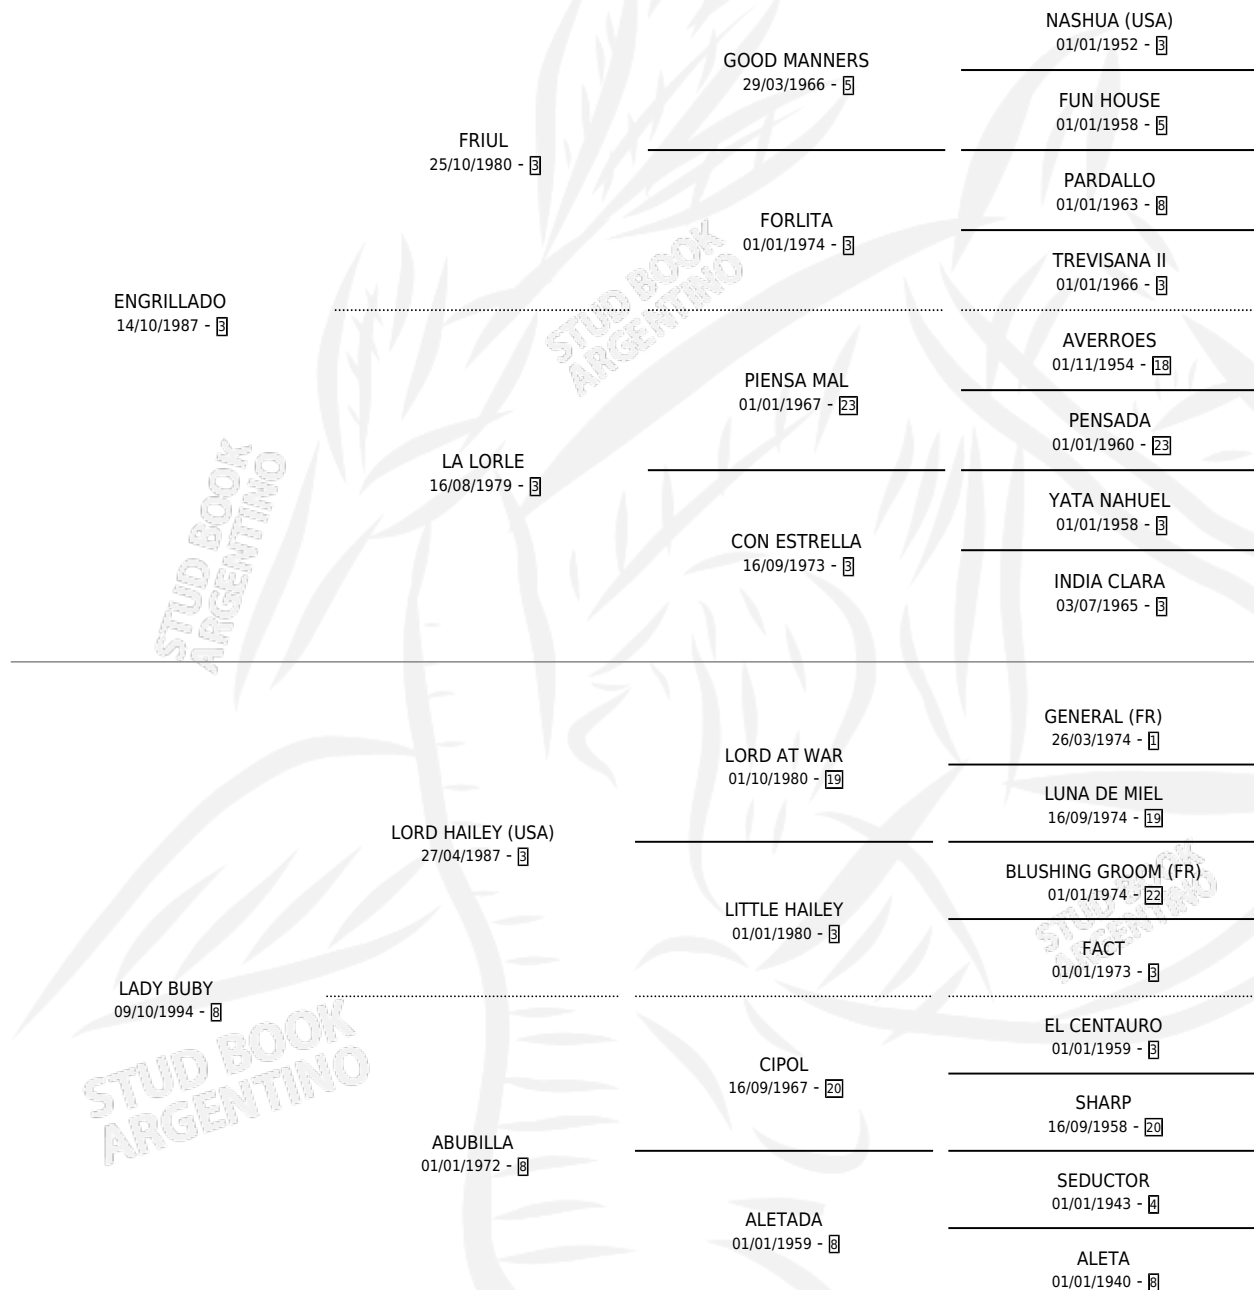 NASHUA (USA)
01/01/1952 - 3
GOOD MANNERS
29/03/1966 - 5
FUN HOUSE
01/01/1958 - 5
FRIUL
25/10/1980 - 3
PARDALLO
01/01/1963 - 8
FORLITA
01/01/1974 - 3
TREVISANA II
01/01/1966 - 3
ENGRILLADO
14/10/1987 - 3
AVERROES
01/11/1954 - 18
PIENSA MAL
01/01/1967 - 23
PENSADA
01/01/1960 - 23
LA LORLE
16/08/1979 - 3
YATA NAHUEL
01/01/1958 - 3
CON ESTRELLA
16/09/1973 - 3
INDIA CLARA
03/07/1965 - 3
GENERAL (FR)
26/03/1974 - 1
LORD AT WAR
01/10/1980 - 19
LUNA DE MIEL
16/09/1974 - 19
LORD HAILEY (USA)
27/04/1987 - 3
BLUSHING GROOM (FR)
01/01/1974 - 22
LITTLE HAILEY
01/01/1980 - 3
FACT
01/01/1973 - 3
LADY BUBY
09/10/1994 - 8
EL CENTAURO
01/01/1959 - 3
CIPOL
16/09/1967 - 20
SHARP
16/09/1958 - 20
ABUBILLA
01/01/1972 - 8
SEDUCTOR
01/01/1943 - 4
ALETADA
01/01/1959 - 8
ALETA
01/01/1940 - 8
STUD BOOK
ARGENTINO
STUD BOOK
ARGENTINO
STUD BOOK
ARGENTINO
STUD BOOK
ARGENTINO